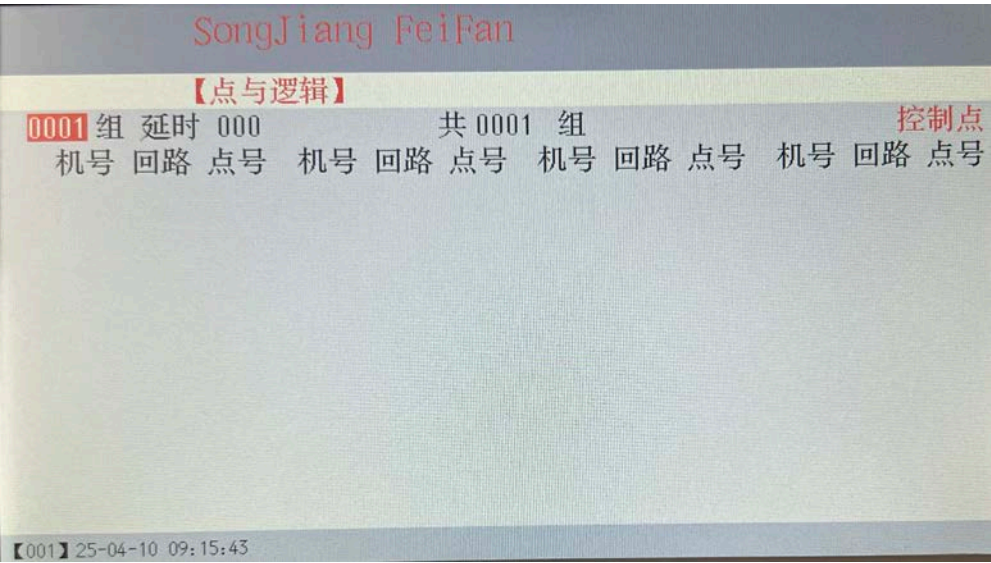 SongJiang FeiFan
【点与逻辑】
0001 组 延时 000 共 0001 组 控制点
机号 回路 点号 机号 回路 点号 机号 回路 点号 机号 回路 点号
【001】25-04-10 09:15:43